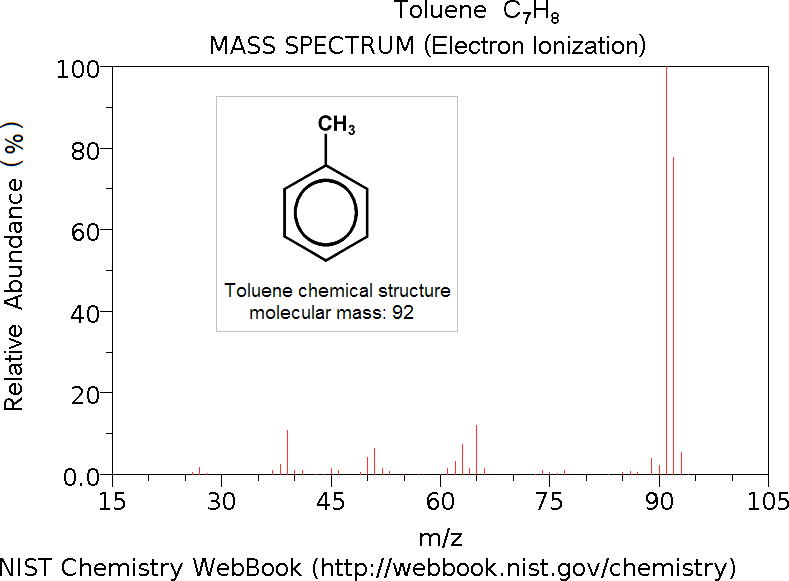 Toluene C₇H₈
MASS SPECTRUM (Electron Ionization)
Relative Abundance (%)
100
80
60
40
20
0.0
CH₃
Toluene chemical structure
molecular mass: 92
15 30 45 60 75 90 105
m/z
NIST Chemistry WebBook (http://webbook.nist.gov/chemistry)